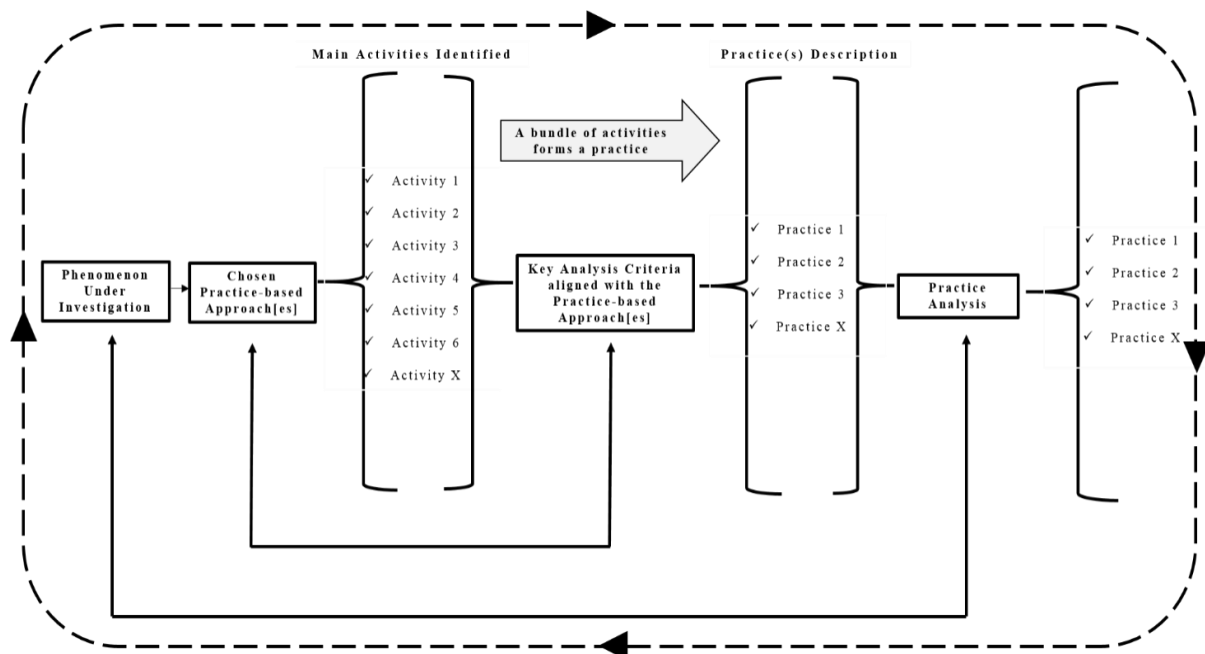 Main Activities Identified
Practice(s) Description
A bundle of activities
forms a practice
Phenomenon
Under
Investigation
Chosen
Practice-based
Approach[es]
✓ Activity 1
✓ Activity 2
✓ Activity 3
✓ Activity 4
✓ Activity 5
✓ Activity 6
✓ Activity X
Key Analysis Criteria
aligned with the
Practice-based
Approach[es]
✓ Practice 1
✓ Practice 2
✓ Practice 3
✓ Practice X
Practice
Analysis
✓ Practice 1
✓ Practice 2
✓ Practice 3
✓ Practice X